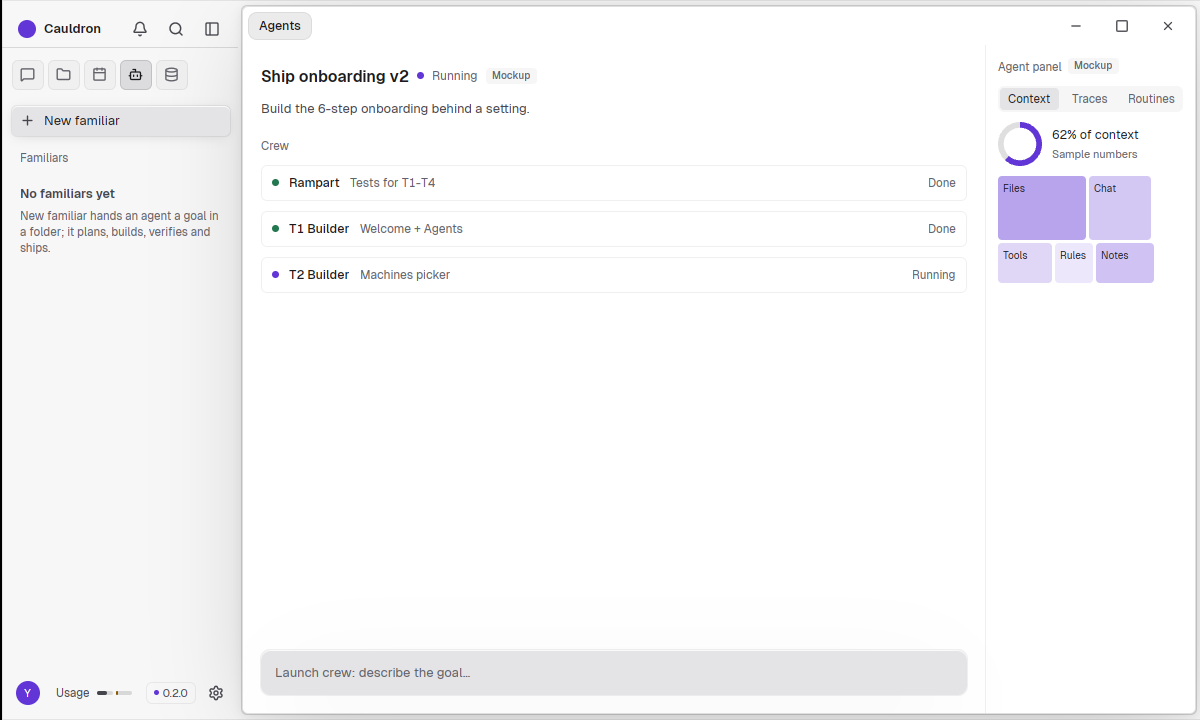 Cauldron
New familiar
Familiars
No familiars yet
New familiar hands an agent a goal in
a folder; it plans, builds, verifies and
ships.
Y
Usage
0.2.0
Agents
Ship onboarding v2
Running
Mockup
Build the 6-step onboarding behind a setting.
Crew
Rampart Tests for T1-T4 Done
T1 Builder Welcome + Agents Done
T2 Builder Machines picker Running
Launch crew: describe the goal…
Agent panel Mockup
Context Traces Routines
62% of context
Sample numbers
Files Chat
Tools Rules Notes